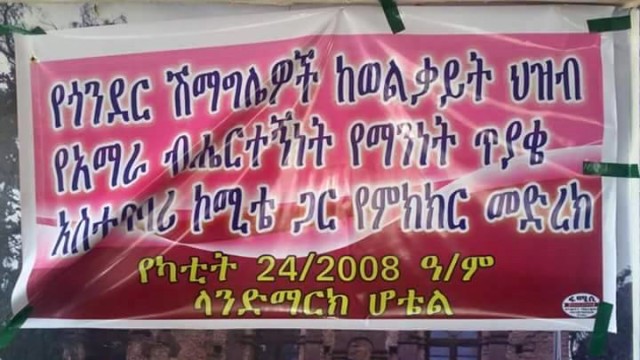 የጎንደር ሽማግሌዎች ከወልቃይት ህዝብ
የአማራ ብሔርተኝነት የማንነት ጥያቄ
አስተባባሪ ኮሚቴ ጋር የምክክር መድረክ
የካቲት 24/2008 ዓ/ም
ላንድማርክ ሆቴል